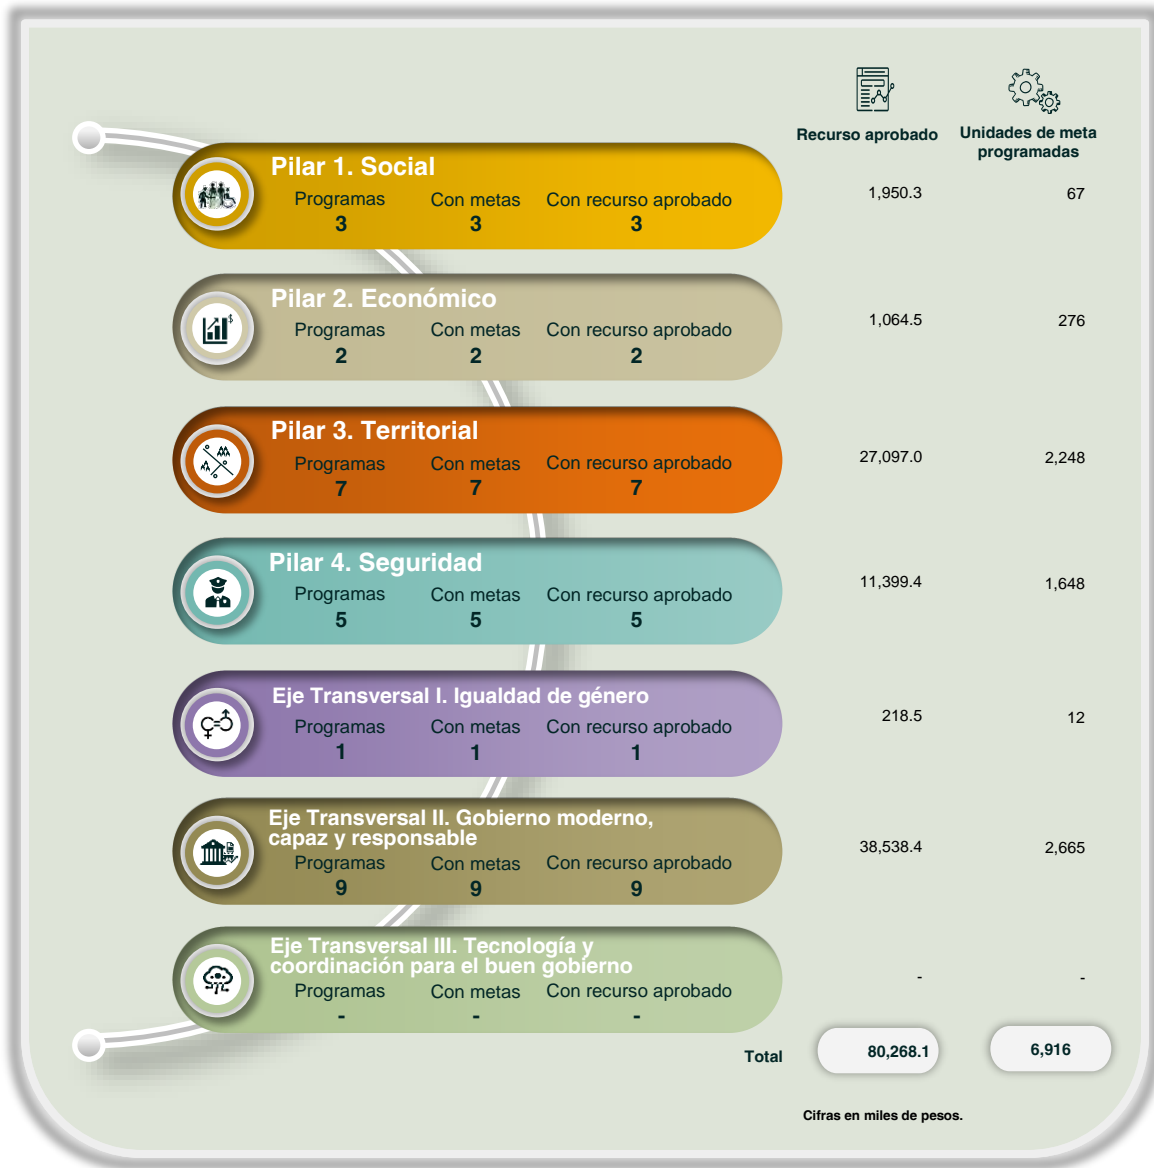 Recurso aprobado
Unidades de meta
programadas
Pilar 1. Social
Programas Con metas Con recurso aprobado
3 3 3
1,950.3 67
Pilar 2. Económico
Programas Con metas Con recurso aprobado
2 2 2
1,064.5 276
Pilar 3. Territorial
Programas Con metas Con recurso aprobado
7 7 7
27,097.0 2,248
Pilar 4. Seguridad
Programas Con metas Con recurso aprobado
5 5 5
11,399.4 1,648
Eje Transversal I. Igualdad de género
Programas Con metas Con recurso aprobado
1 1 1
218.5 12
Eje Transversal II. Gobierno moderno,
capaz y responsable
Programas Con metas Con recurso aprobado
9 9 9
38,538.4 2,665
Eje Transversal III. Tecnología y
coordinación para el buen gobierno
Programas Con metas Con recurso aprobado
- - -
- -
Total 80,268.1 6,916
Cifras en miles de pesos.